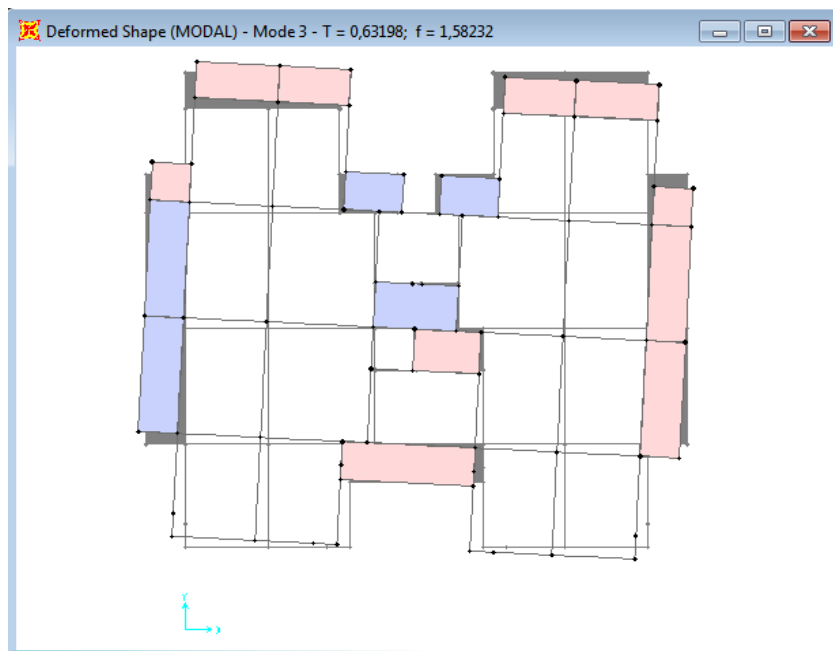 Deformed Shape (MODAL) - Mode 3 - T = 0,63198; f = 1,58232
Y
X